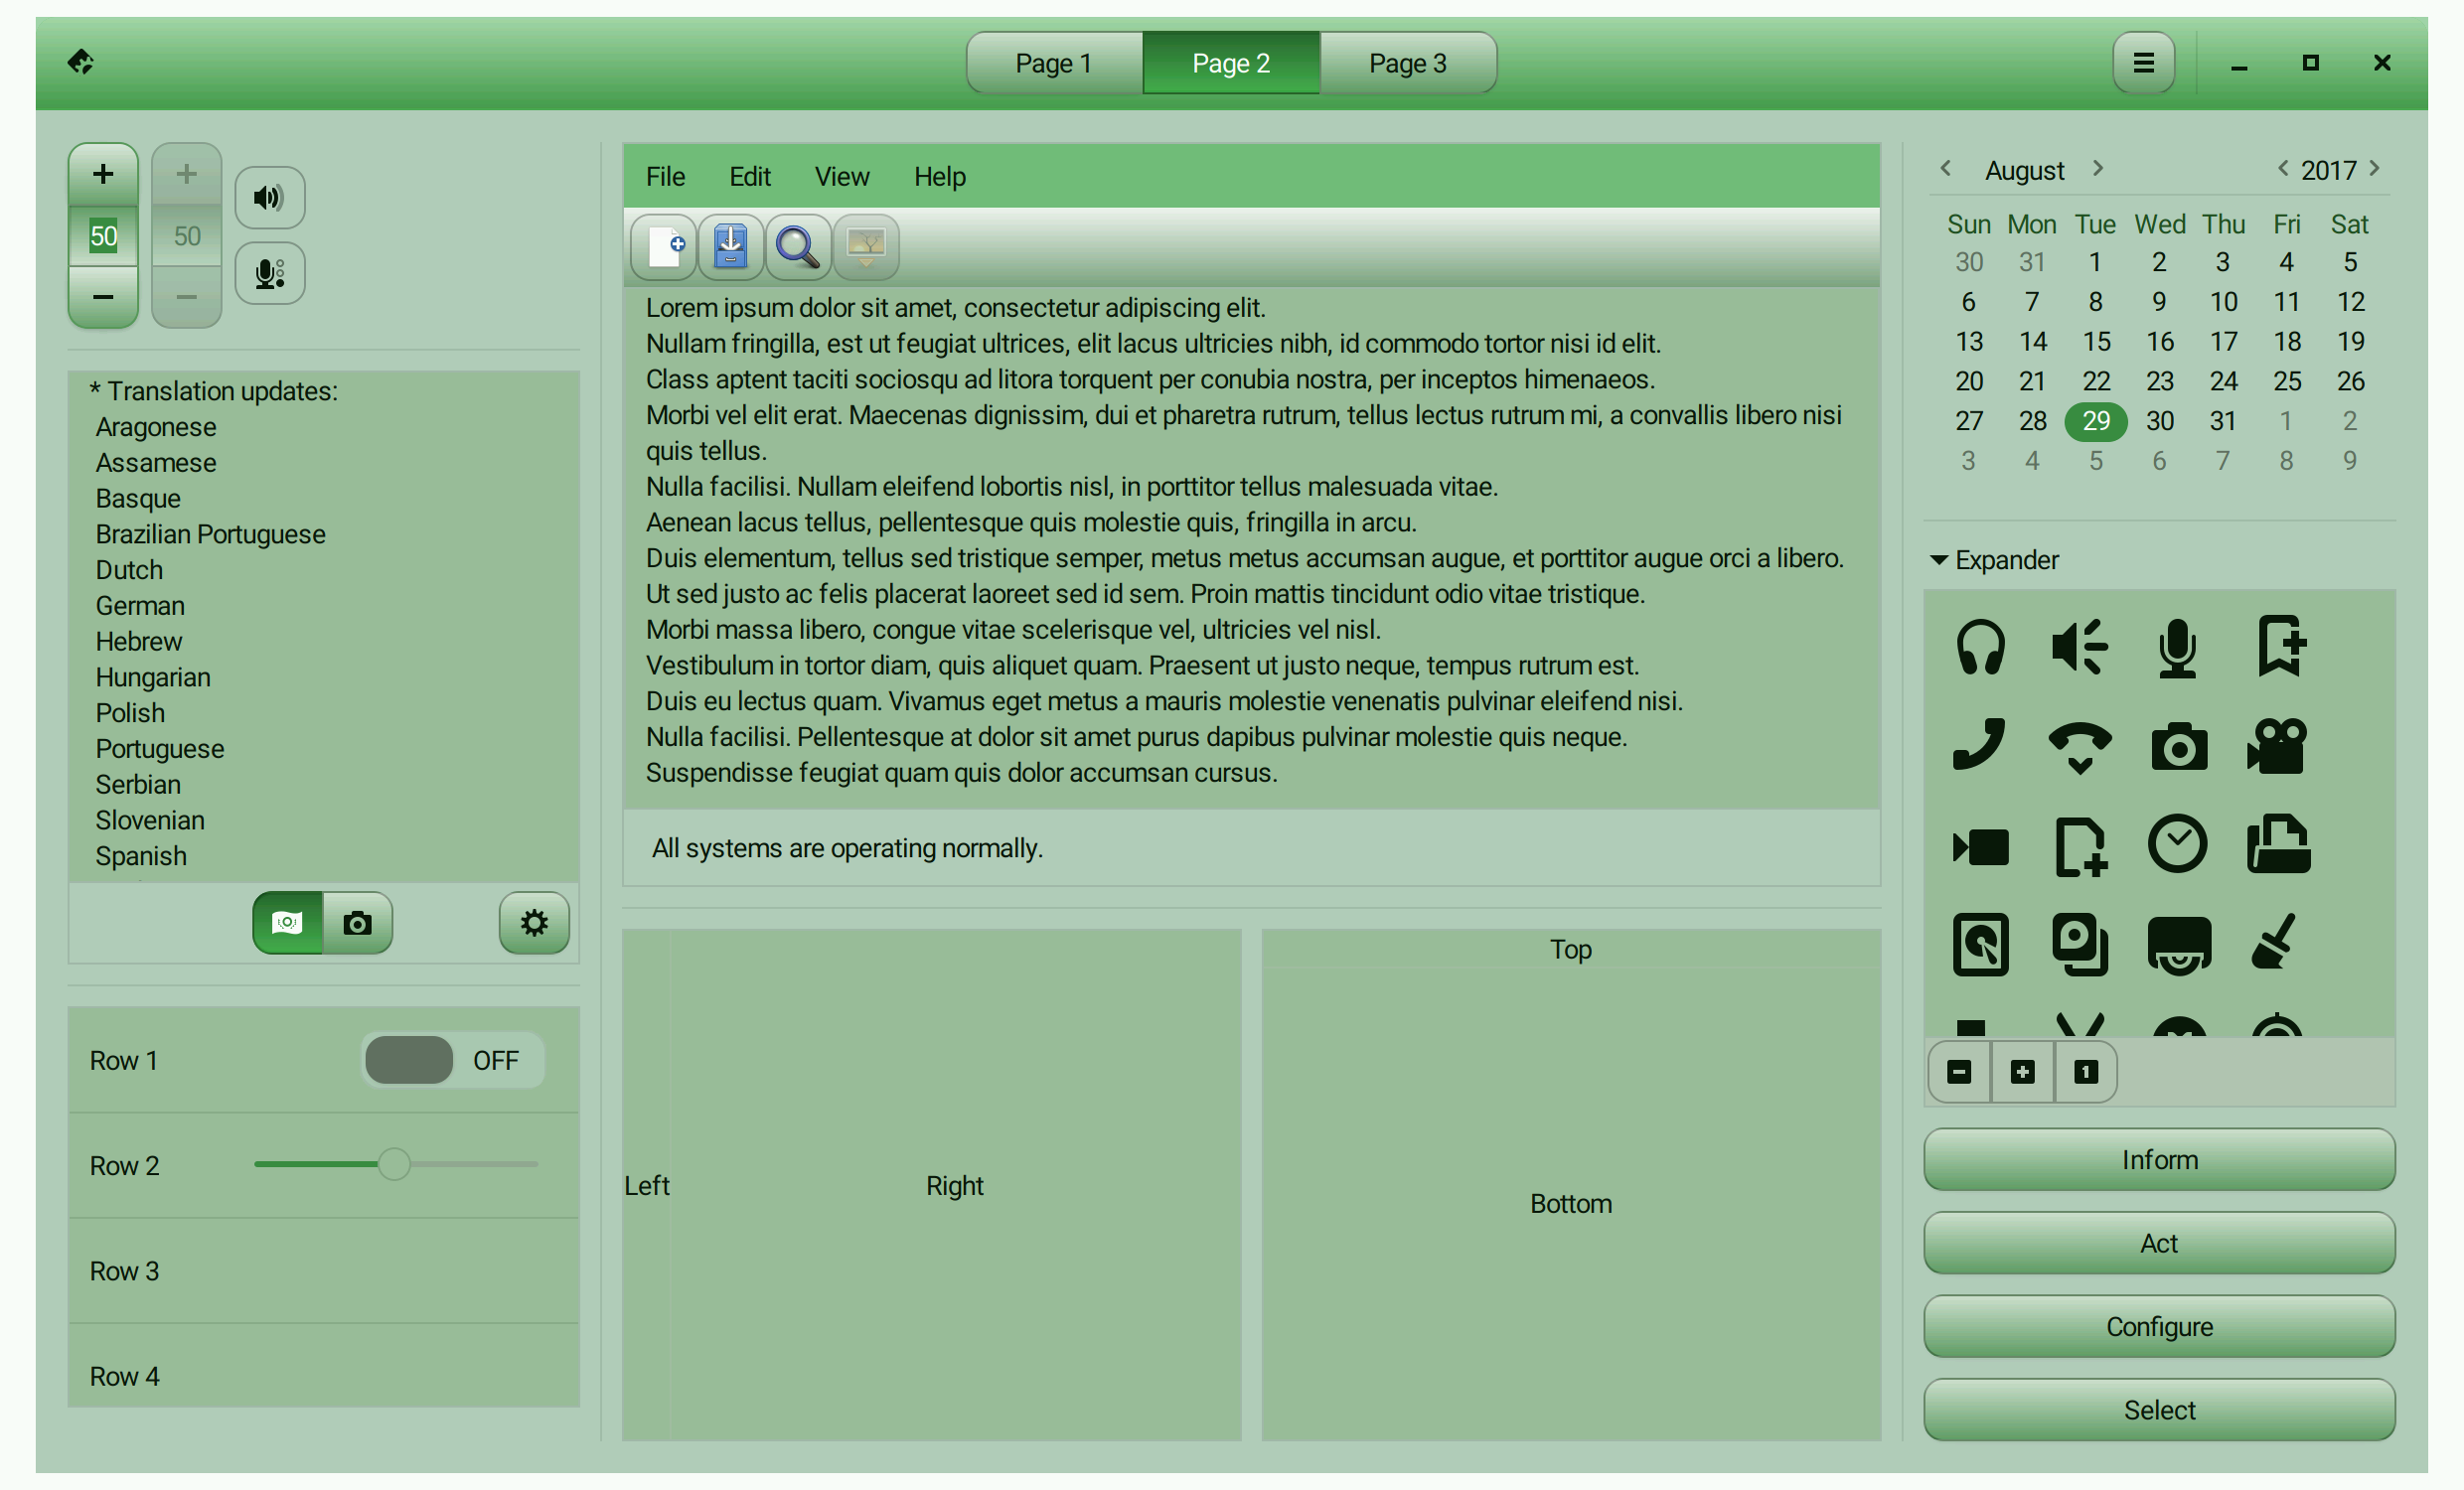 Page 1
Page 2
Page 3
50
50
* Translation updates:
Aragonese
Assamese
Basque
Brazilian Portuguese
Dutch
German
Hebrew
Hungarian
Polish
Portuguese
Serbian
Slovenian
Spanish
Row 1
OFF
Row 2
Row 3
Row 4
File Edit View Help
Lorem ipsum dolor sit amet, consectetur adipiscing elit.
Nullam fringilla, est ut feugiat ultrices, elit lacus ultricies nibh, id commodo tortor nisi id elit.
Class aptent taciti sociosqu ad litora torquent per conubia nostra, per inceptos himenaeos.
Morbi vel elit erat. Maecenas dignissim, dui et pharetra rutrum, tellus lectus rutrum mi, a convallis libero nisi
quis tellus.
Nulla facilisi. Nullam eleifend lobortis nisl, in porttitor tellus malesuada vitae.
Aenean lacus tellus, pellentesque quis molestie quis, fringilla in arcu.
Duis elementum, tellus sed tristique semper, metus metus accumsan augue, et porttitor augue orci a libero.
Ut sed justo ac felis placerat laoreet sed id sem. Proin mattis tincidunt odio vitae tristique.
Morbi massa libero, congue vitae scelerisque vel, ultricies vel nisl.
Vestibulum in tortor diam, quis aliquet quam. Praesent ut justo neque, tempus rutrum est.
Duis eu lectus quam. Vivamus eget metus a mauris molestie venenatis pulvinar eleifend nisi.
Nulla facilisi. Pellentesque at dolor sit amet purus dapibus pulvinar molestie quis neque.
Suspendisse feugiat quam quis dolor accumsan cursus.
All systems are operating normally.
Left
Right
Top
Bottom
August 2017
Sun Mon Tue Wed Thu Fri Sat
30 31 1 2 3 4 5
6 7 8 9 10 11 12
13 14 15 16 17 18 19
20 21 22 23 24 25 26
27 28 29 30 31 1 2
3 4 5 6 7 8 9
Expander
1
Inform
Act
Configure
Select